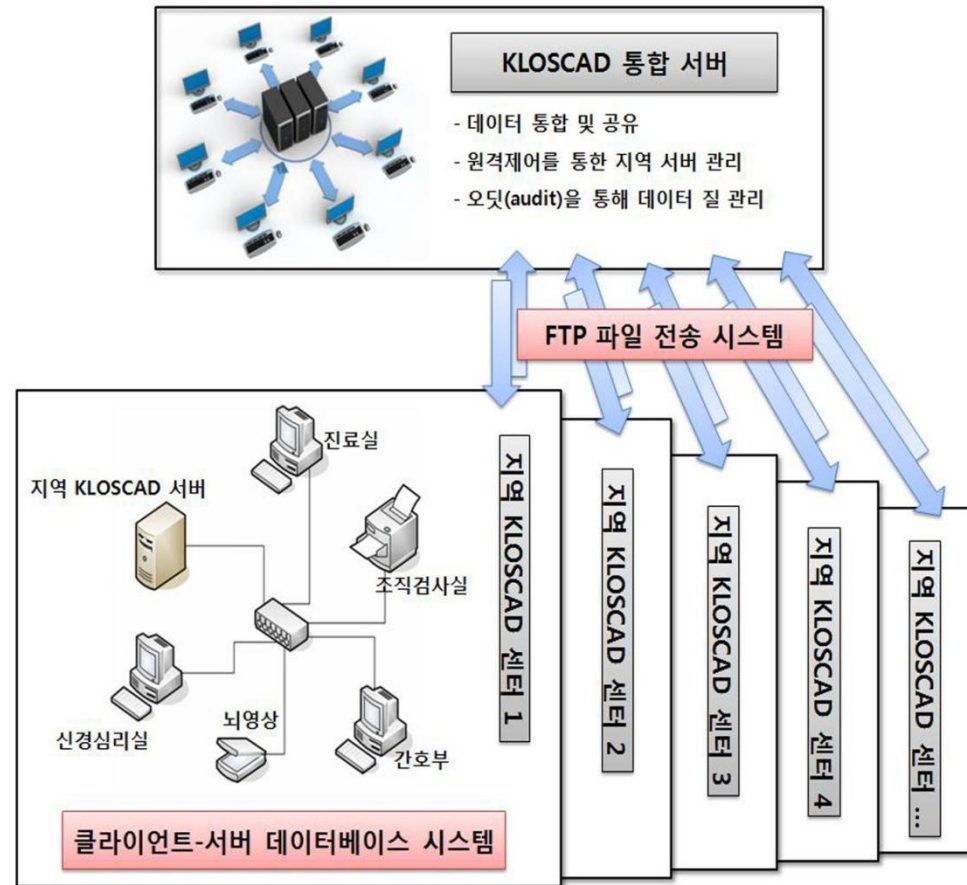 KLOSCAD 통합 서버
- 데이터 통합 및 공유
- 원격제어를 통한 지역 서버 관리
- 오딧(audit)을 통해 데이터 질 관리
FTP 파일 전송 시스템
진료실
지역 KLOSCAD 서버
조직검사실
신경심리실
뇌영상
간호부
클라이언트-서버 데이터베이스 시스템
지역 KLOSCAD 센터 1
지역 KLOSCAD 센터 2
지역 KLOSCAD 센터 3
지역 KLOSCAD 센터 4
지역 KLOSCAD 센터 ...